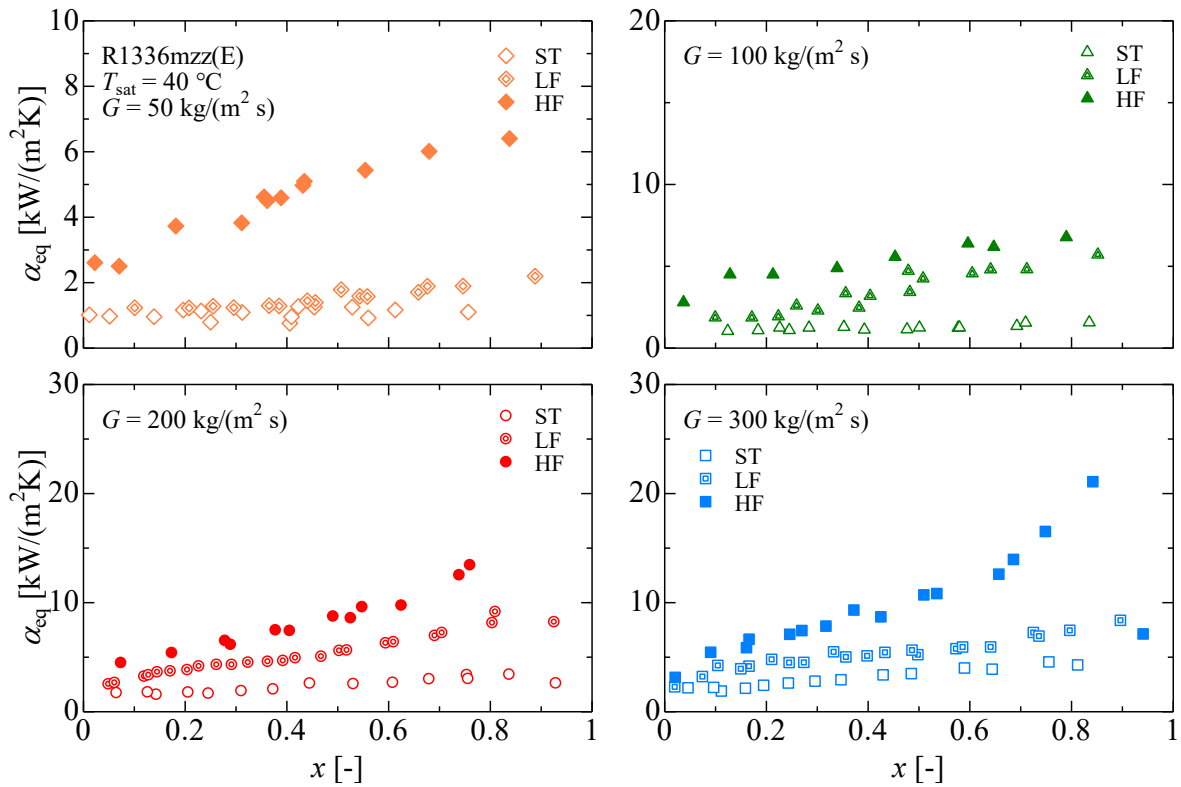 10
8
6
4
2
0
α_eq [kW/(m²K)]
R1336mzz(E)
T_sat = 40 °C
G = 50 kg/(m² s)
ST
LF
HF
20
10
0
G = 100 kg/(m² s)
ST
LF
HF
30
20
10
0
α_eq [kW/(m²K)]
G = 200 kg/(m² s)
ST
LF
HF
0 0.2 0.4 0.6 0.8 1
x [-]
30
20
10
0
G = 300 kg/(m² s)
ST
LF
HF
0 0.2 0.4 0.6 0.8 1
x [-]